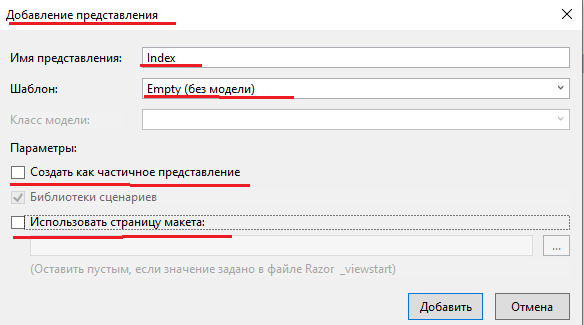 Добавление представления
Имя представления: Index
Шаблон: Empty (без модели)
Класс модели:
Параметры:
Создать как частичное представление
Библиотеки сценариев
Использовать страницу макета:
...
(Оставить пустым, если значение задано в файле Razor _viewstart)
Добавить Отмена